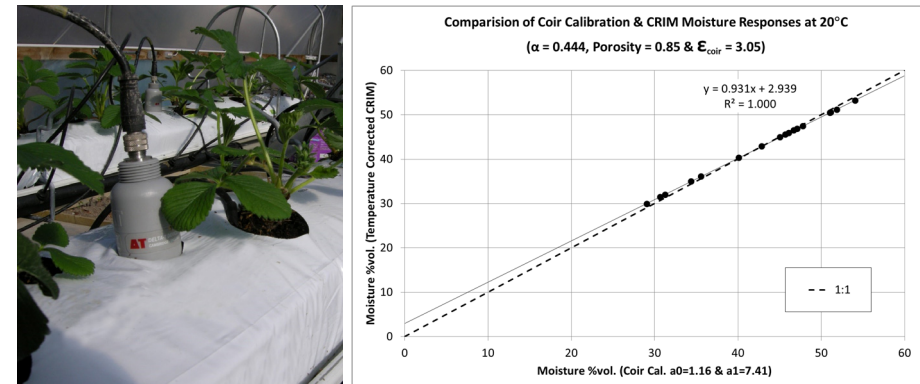 ΔT
Comparision of Coir Calibration & CRIM Moisture Responses at 20°C
(α = 0.444, Porosity = 0.85 & Ɛcoir = 3.05)
Moisture %vol. (Temperature Corrected CRIM)
60
50
40
30
20
10
0
y = 0.931x + 2.939
R² = 1.000
1:1
0 10 20 30 40 50 60
Moisture %vol. (Coir Cal. a0=1.16 & a1=7.41)